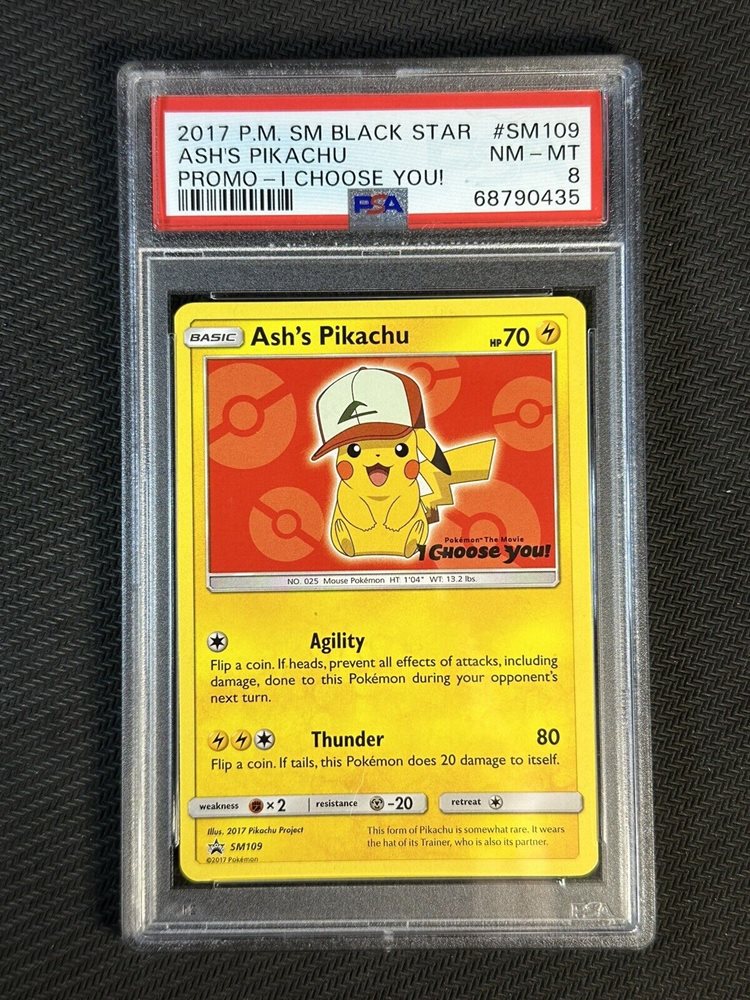 2017 P.M. SM BLACK STAR #SM109
ASH'S PIKACHU NM - MT
PROMO - I CHOOSE YOU! 8
PSA 68790435
BASIC Ash's Pikachu HP70
Pokémon™ The Movie
I Choose You!
NO. 025 Mouse Pokémon HT: 1'04" WT: 13.2 lbs.
Agility
Flip a coin. If heads, prevent all effects of attacks, including
damage, done to this Pokémon during your opponent's
next turn.
Thunder 80
Flip a coin. If tails, this Pokémon does 20 damage to itself.
weakness ×2 resistance -20 retreat
Illus. 2017 Pikachu Project This form of Pikachu is somewhat rare. It wears
SM109 the hat of its Trainer, who is also its partner.
©2017 Pokémon
PSA